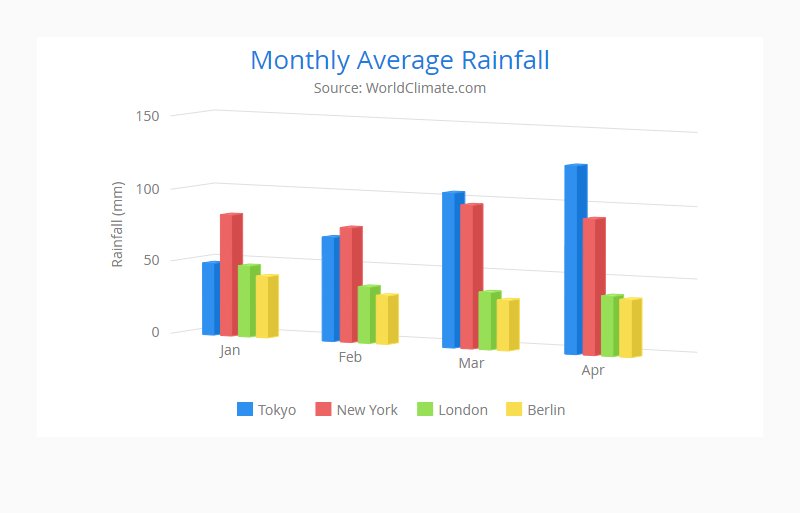 Monthly Average Rainfall
Source: WorldClimate.com
150
100
50
0
Rainfall (mm)
Jan
Feb
Mar
Apr
Tokyo
New York
London
Berlin